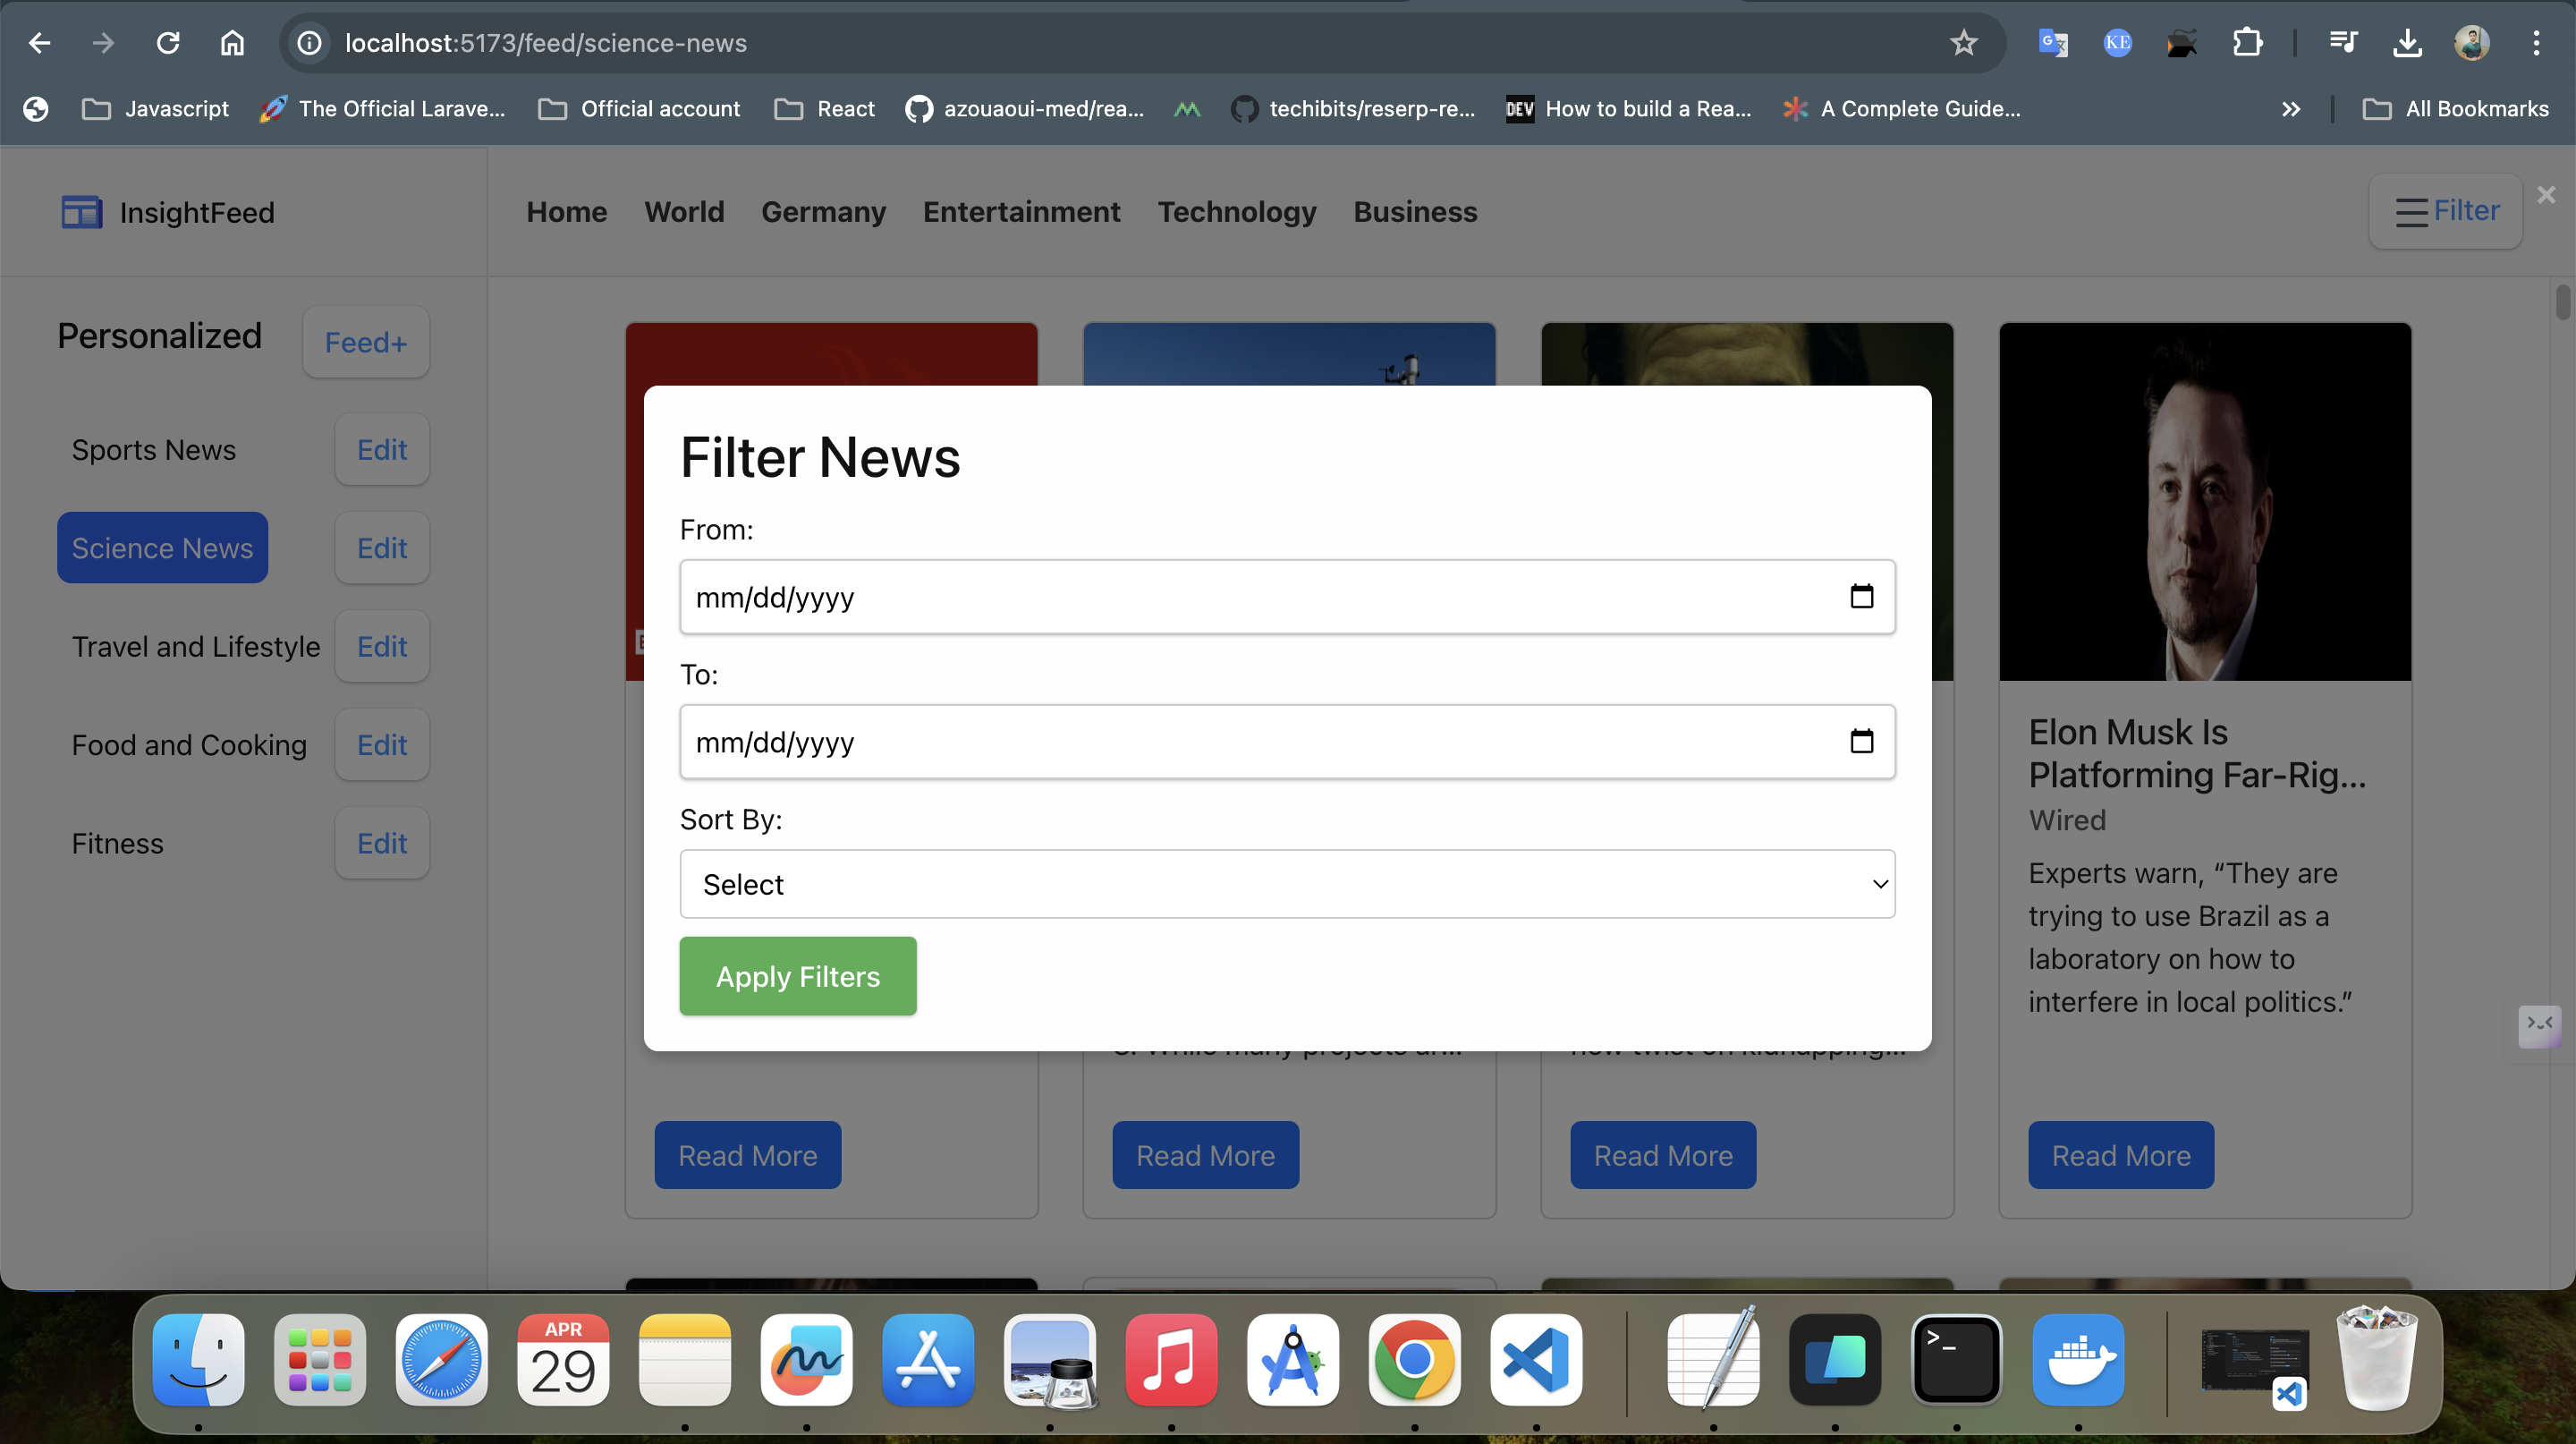 localhost:5173/feed/science-news
Javascript
The Official Larave...
Official account
React
azouaoui-med/rea...
techibits/reserp-re...
DEV
How to build a Rea...
A Complete Guide...
All Bookmarks
InsightFeed
Home
World
Germany
Entertainment
Technology
Business
Filter
Personalized
Feed+
Sports News
Edit
Science News
Edit
Travel and Lifestyle
Edit
Food and Cooking
Edit
Fitness
Edit
Filter News
From:
mm/dd/yyyy
To:
mm/dd/yyyy
Sort By:
Select
Apply Filters
Elon Musk Is
Platforming Far-Rig...
Wired
Experts warn, “They are
trying to use Brazil as a
laboratory on how to
interfere in local politics.”
Read More
Read More
Read More
Read More
APR
29